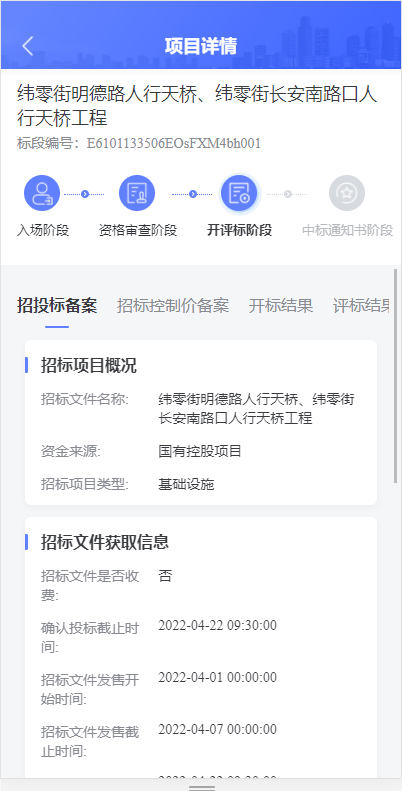 项目详情
纬零街明德路人行天桥、纬零街长安南路口人
行天桥工程
标段编号：E6101133506EOsFXM4bh001
入场阶段
资格审查阶段
开评标阶段
中标通知书阶段
招投标备案
招标控制价备案
开标结果
评标结果
招标项目概况
招标文件名称:
纬零街明德路人行天桥、纬零街
长安南路口人行天桥工程
资金来源:
国有控股项目
招标项目类型:
基础设施
招标文件获取信息
招标文件是否收
费:
否
确认投标截止时
间:
2022-04-22 09:30:00
招标文件发售开
始时间:
2022-04-01 00:00:00
招标文件发售截
止时间:
2022-04-07 00:00:00